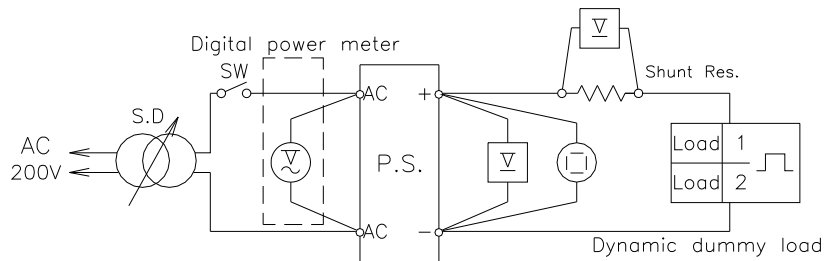 Digital power meter
SW
S.D
AC
200V
V
AC
AC
P.S.
+
−
V
V
Shunt Res.
Load 1
Load 2
Dynamic dummy load